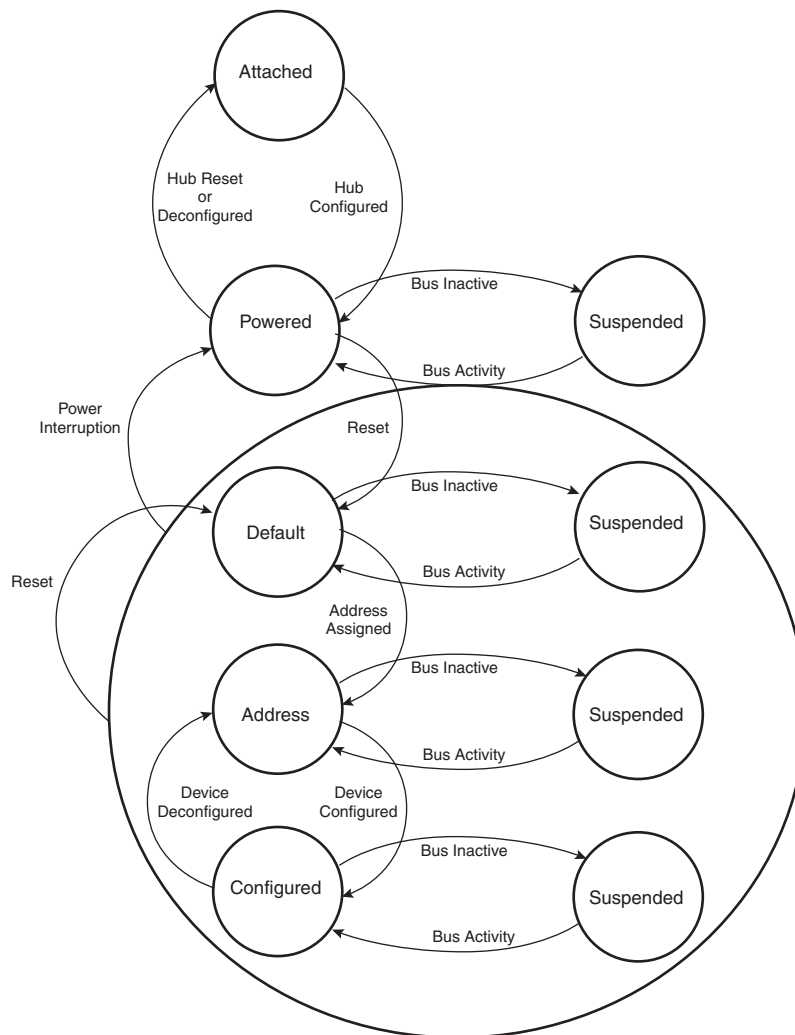 Attached
Hub Reset
or
Deconfigured
Hub
Configured
Powered
Bus Inactive
Suspended
Bus Activity
Power
Interruption
Reset
Default
Bus Inactive
Suspended
Bus Activity
Reset
Address
Assigned
Address
Bus Inactive
Suspended
Bus Activity
Device
Deconfigured
Device
Configured
Configured
Bus Inactive
Suspended
Bus Activity